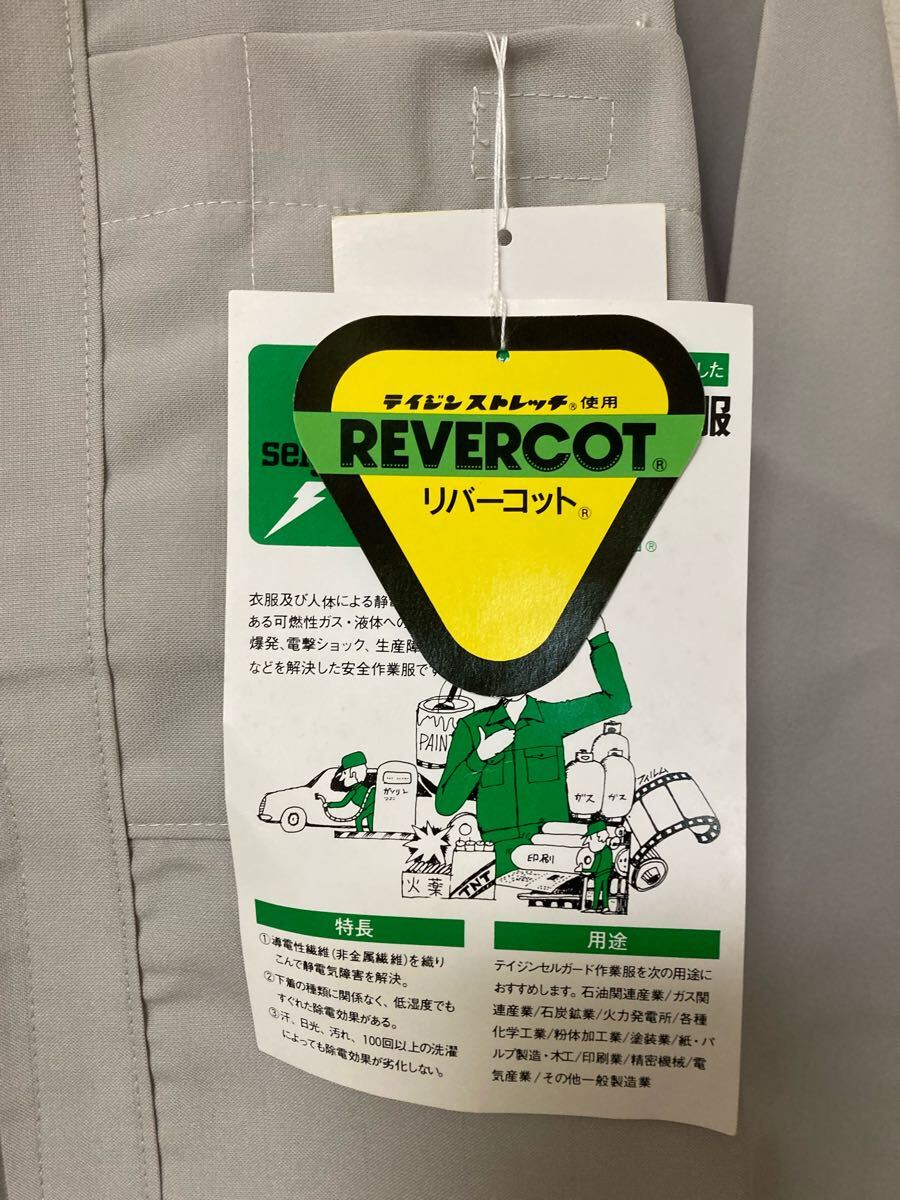 した
テイジンストレッチ®使用
服
REVERCOT®
リバーコット®
®
衣服及び人体による静
ある可燃性ガス・液体への
爆発、電撃ショック、生産障
などを解決した安全作業服で
PAINT
ガソリン
ガス
ガス
フィルム
印刷
火薬
TNT
特長
①導電性繊維(非金属繊維)を織り
こんで静電気障害を解決。
②下着の種類に関係なく、低湿度でも
すぐれた除電効果がある。
③汗、日光、汚れ、100回以上の洗濯
によっても除電効果が劣化しない。
用途
テイジンセルガード作業服を次の用途に
おすすめします。石油関連産業/ガス関
連産業/石炭鉱業/火力発電所/各種
化学工業/粉体加工業/塗装業/紙・パ
ルプ製造・木工/印刷業/精密機械/電
気産業/その他一般製造業